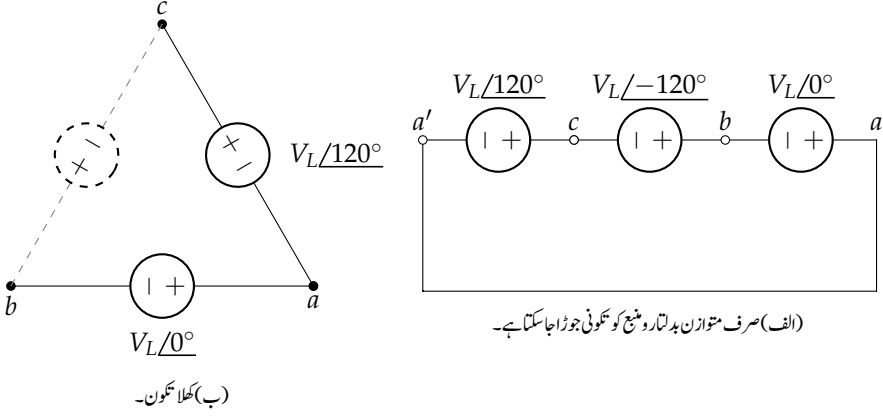 c
V_L/120°
b
a
V_L/0°
(ب) کھلا تکون۔
V_L/120°
V_L/−120°
V_L/0°
a′
c
b
a
(الف) صرف متوازن بدلتا رو منبع کو تکونی جوڑا جا سکتا ہے۔